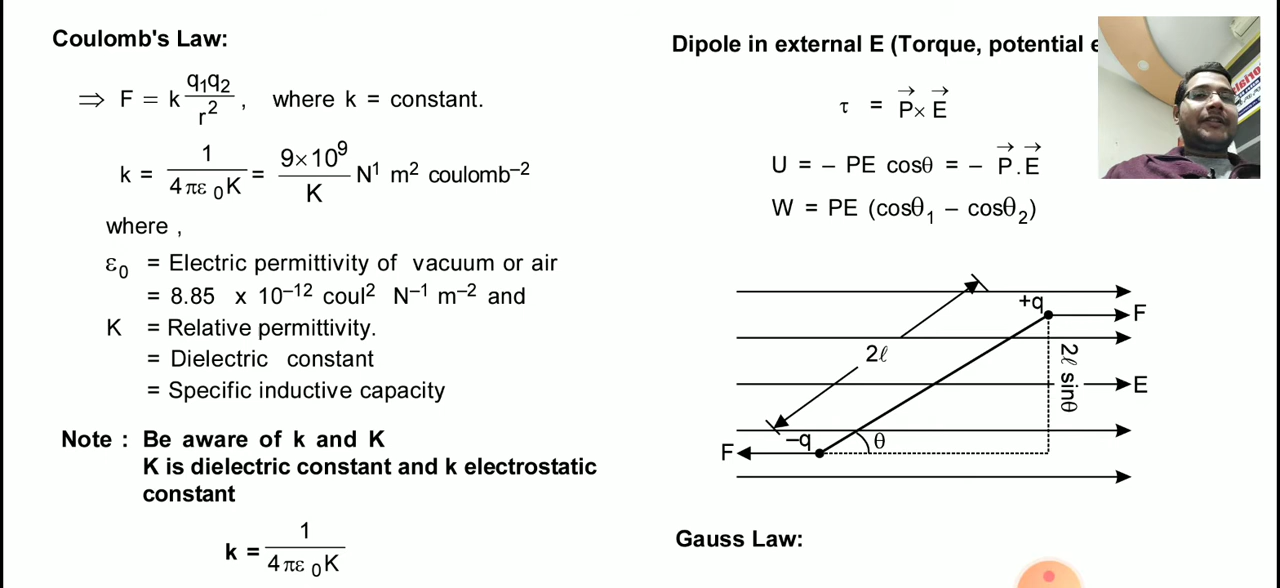 Coulomb's Law:
⇒ F = k q₁q₂/r² , where k = constant.
k = 1/4πε₀K = 9×10⁹/K N¹ m² coulomb⁻²
where ,
ε₀ = Electric permittivity of vacuum or air
= 8.85 x 10⁻¹² coul² N⁻¹ m⁻² and
K = Relative permittivity.
= Dielectric constant
= Specific inductive capacity
Note : Be aware of k and K
K is dielectric constant and k electrostatic
constant
k = 1/4πε₀K
Dipole in external E (Torque, potential
τ = P⃗× E⃗
U = – PE cosθ = – P⃗.E⃗
W = PE (cosθ₁ – cosθ₂)
+q
F
2ℓ
2ℓ sinθ
E
–q
θ
F
Gauss Law: